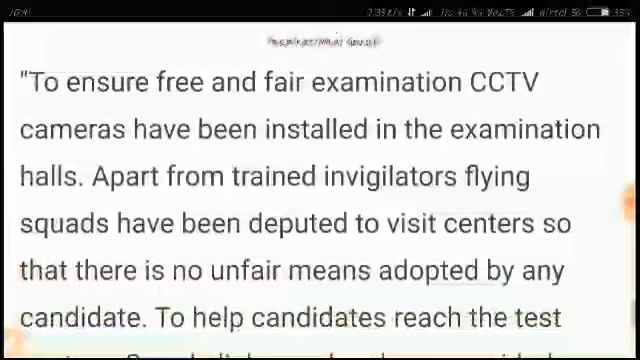 "To ensure free and fair examination CCTV
cameras have been installed in the examination
halls. Apart from trained invigilators flying
squads have been deputed to visit centers so
that there is no unfair means adopted by any
candidate. To help candidates reach the test